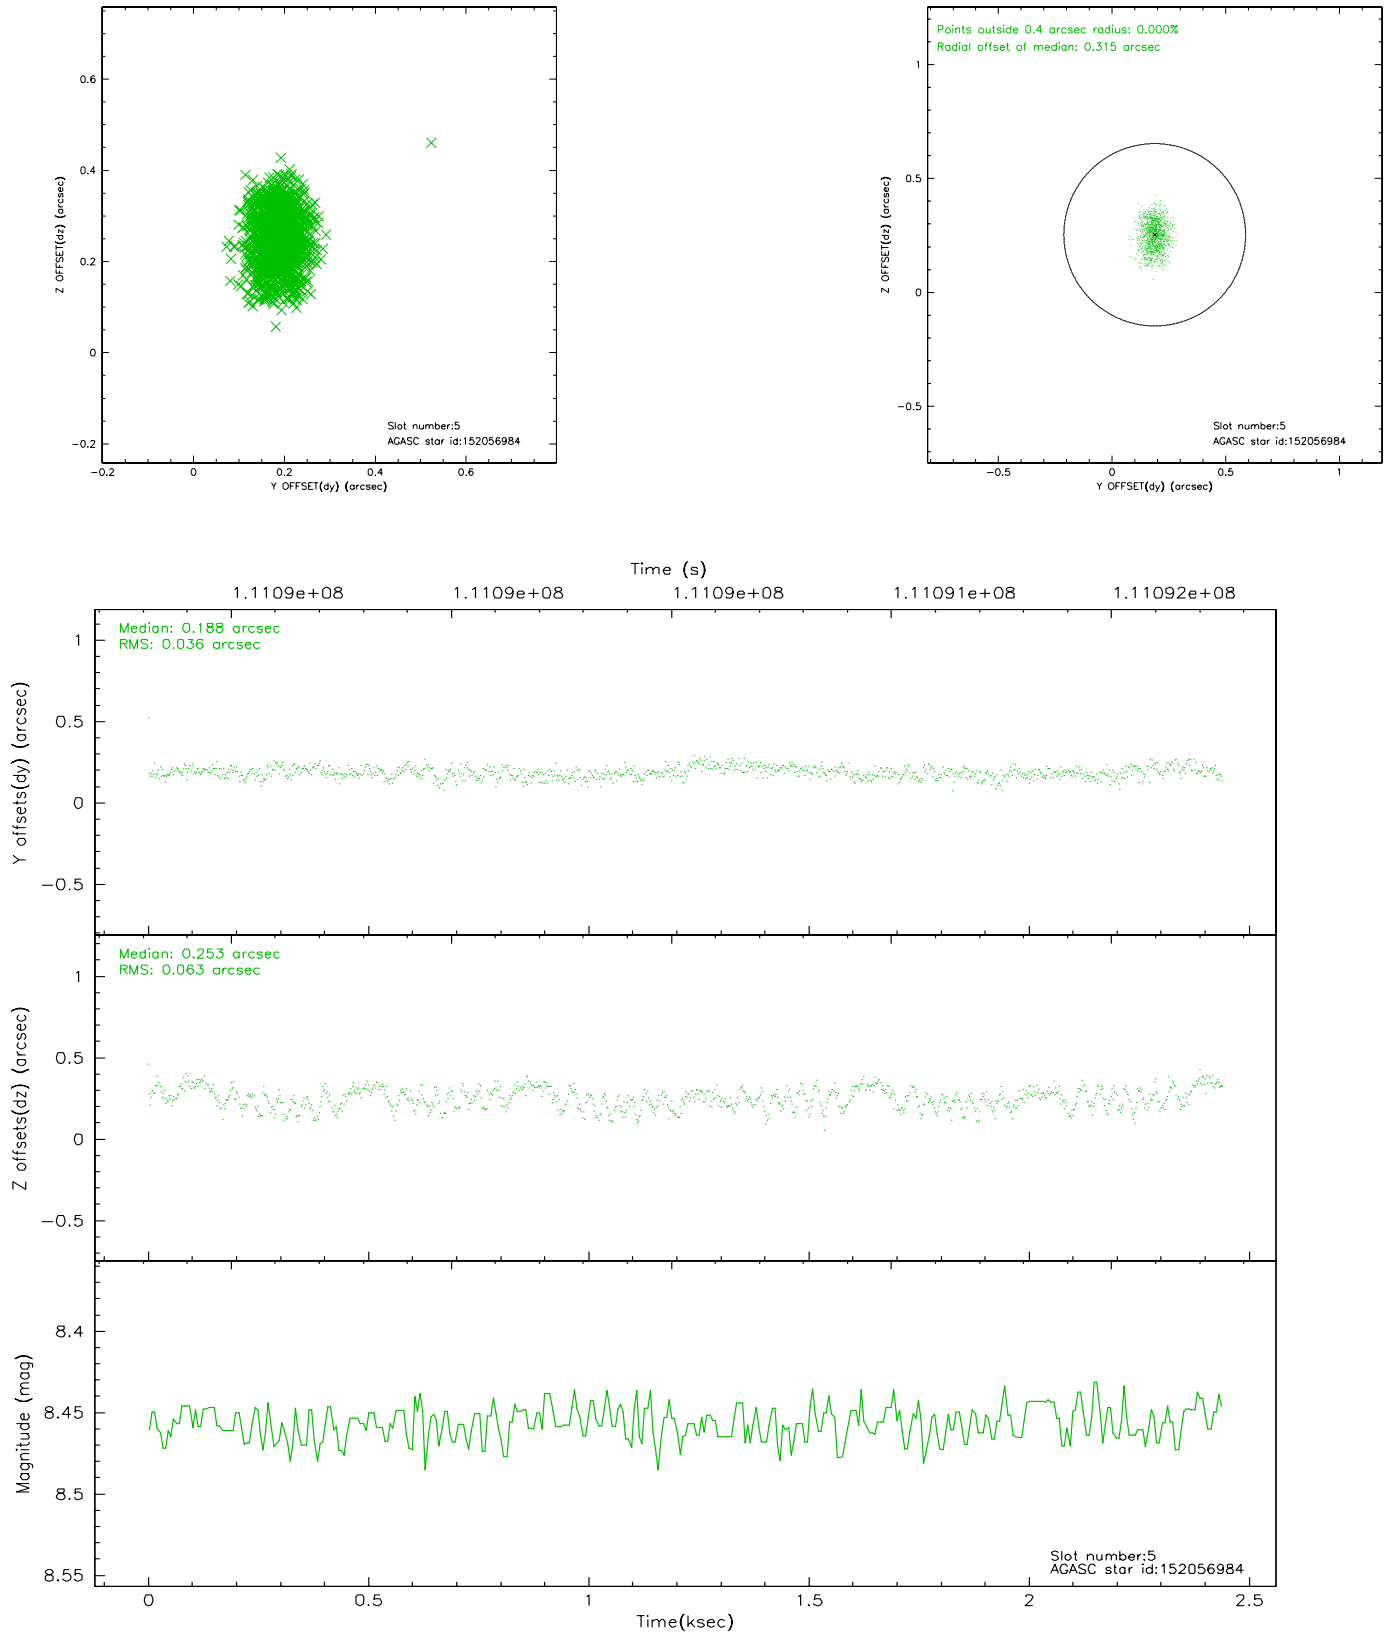 0.6
0.4
0.2
0
−0.2
Z OFFSET(dz) (arcsec)
Slot number:5
AGASC star id:152056984
−0.2 0 0.2 0.4 0.6
Y OFFSET(dy) (arcsec)
Points outside 0.4 arcsec radius: 0.000%
Radial offset of median: 0.315 arcsec
1
0.5
0
−0.5
Z OFFSET(dz) (arcsec)
Slot number:5
AGASC star id:152056984
−0.5 0 0.5 1
Y OFFSET(dy) (arcsec)
Time (s)
1.1109e+08 1.1109e+08 1.1109e+08 1.11091e+08 1.11092e+08
Median: 0.188 arcsec
RMS: 0.036 arcsec
1
0.5
0
−0.5
Y offsets(dy) (arcsec)
Median: 0.253 arcsec
RMS: 0.063 arcsec
1
0.5
0
−0.5
Z offsets(dz) (arcsec)
8.4
8.45
8.5
8.55
Magnitude (mag)
Slot number:5
AGASC star id:152056984
0 0.5 1 1.5 2 2.5
Time(ksec)